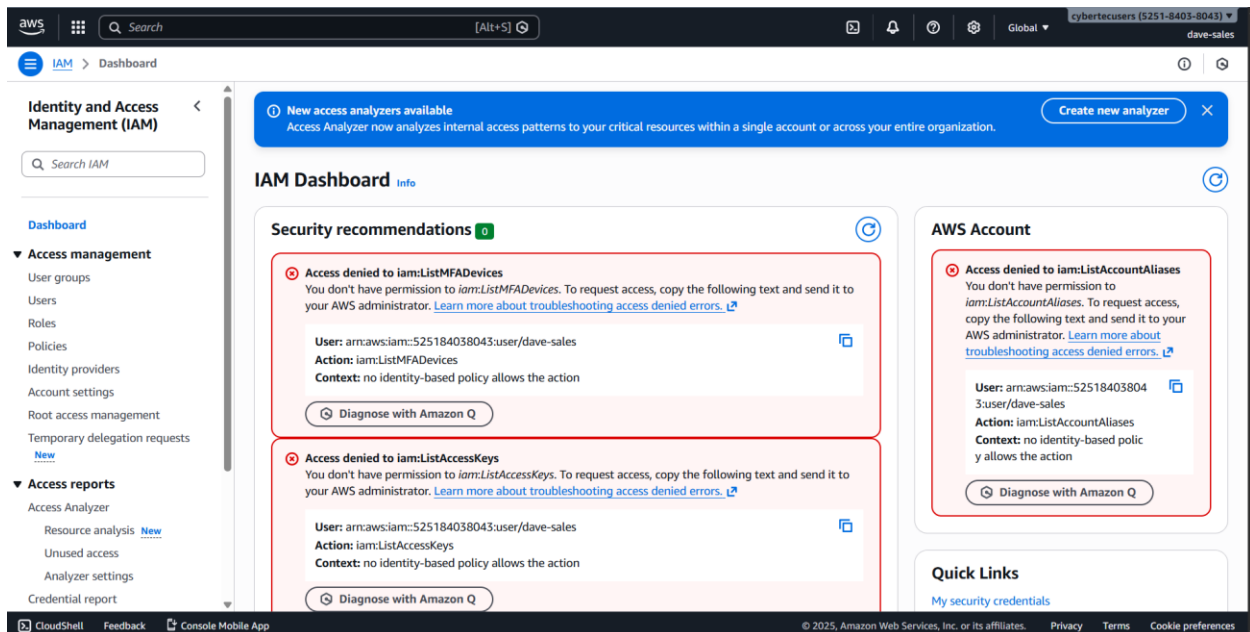 aws
Search
[Alt+S]
Global
cybertecusers (5251-8403-8043)
dave-sales
IAM > Dashboard
Identity and Access
Management (IAM)
Search IAM
Dashboard
Access management
User groups
Users
Roles
Policies
Identity providers
Account settings
Root access management
Temporary delegation requests
New
Access reports
Access Analyzer
Resource analysis New
Unused access
Analyzer settings
Credential report
New access analyzers available
Access Analyzer now analyzes internal access patterns to your critical resources within a single account or across your entire organization.
Create new analyzer
IAM Dashboard Info
Security recommendations 0
Access denied to iam:ListMFADevices
You don't have permission to iam:ListMFADevices. To request access, copy the following text and send it to
your AWS administrator. Learn more about troubleshooting access denied errors.
User: arn:aws:iam::525184038043:user/dave-sales
Action: iam:ListMFADevices
Context: no identity-based policy allows the action
Diagnose with Amazon Q
Access denied to iam:ListAccessKeys
You don't have permission to iam:ListAccessKeys. To request access, copy the following text and send it to
your AWS administrator. Learn more about troubleshooting access denied errors.
User: arn:aws:iam::525184038043:user/dave-sales
Action: iam:ListAccessKeys
Context: no identity-based policy allows the action
Diagnose with Amazon Q
AWS Account
Access denied to iam:ListAccountAliases
You don't have permission to
iam:ListAccountAliases. To request access,
copy the following text and send it to your
AWS administrator. Learn more about
troubleshooting access denied errors.
User: arn:aws:iam::52518403804
3:user/dave-sales
Action: iam:ListAccountAliases
Context: no identity-based polic
y allows the action
Diagnose with Amazon Q
Quick Links
My security credentials
CloudShell Feedback Console Mobile App
© 2025, Amazon Web Services, Inc. or its affiliates. Privacy Terms Cookie preferences